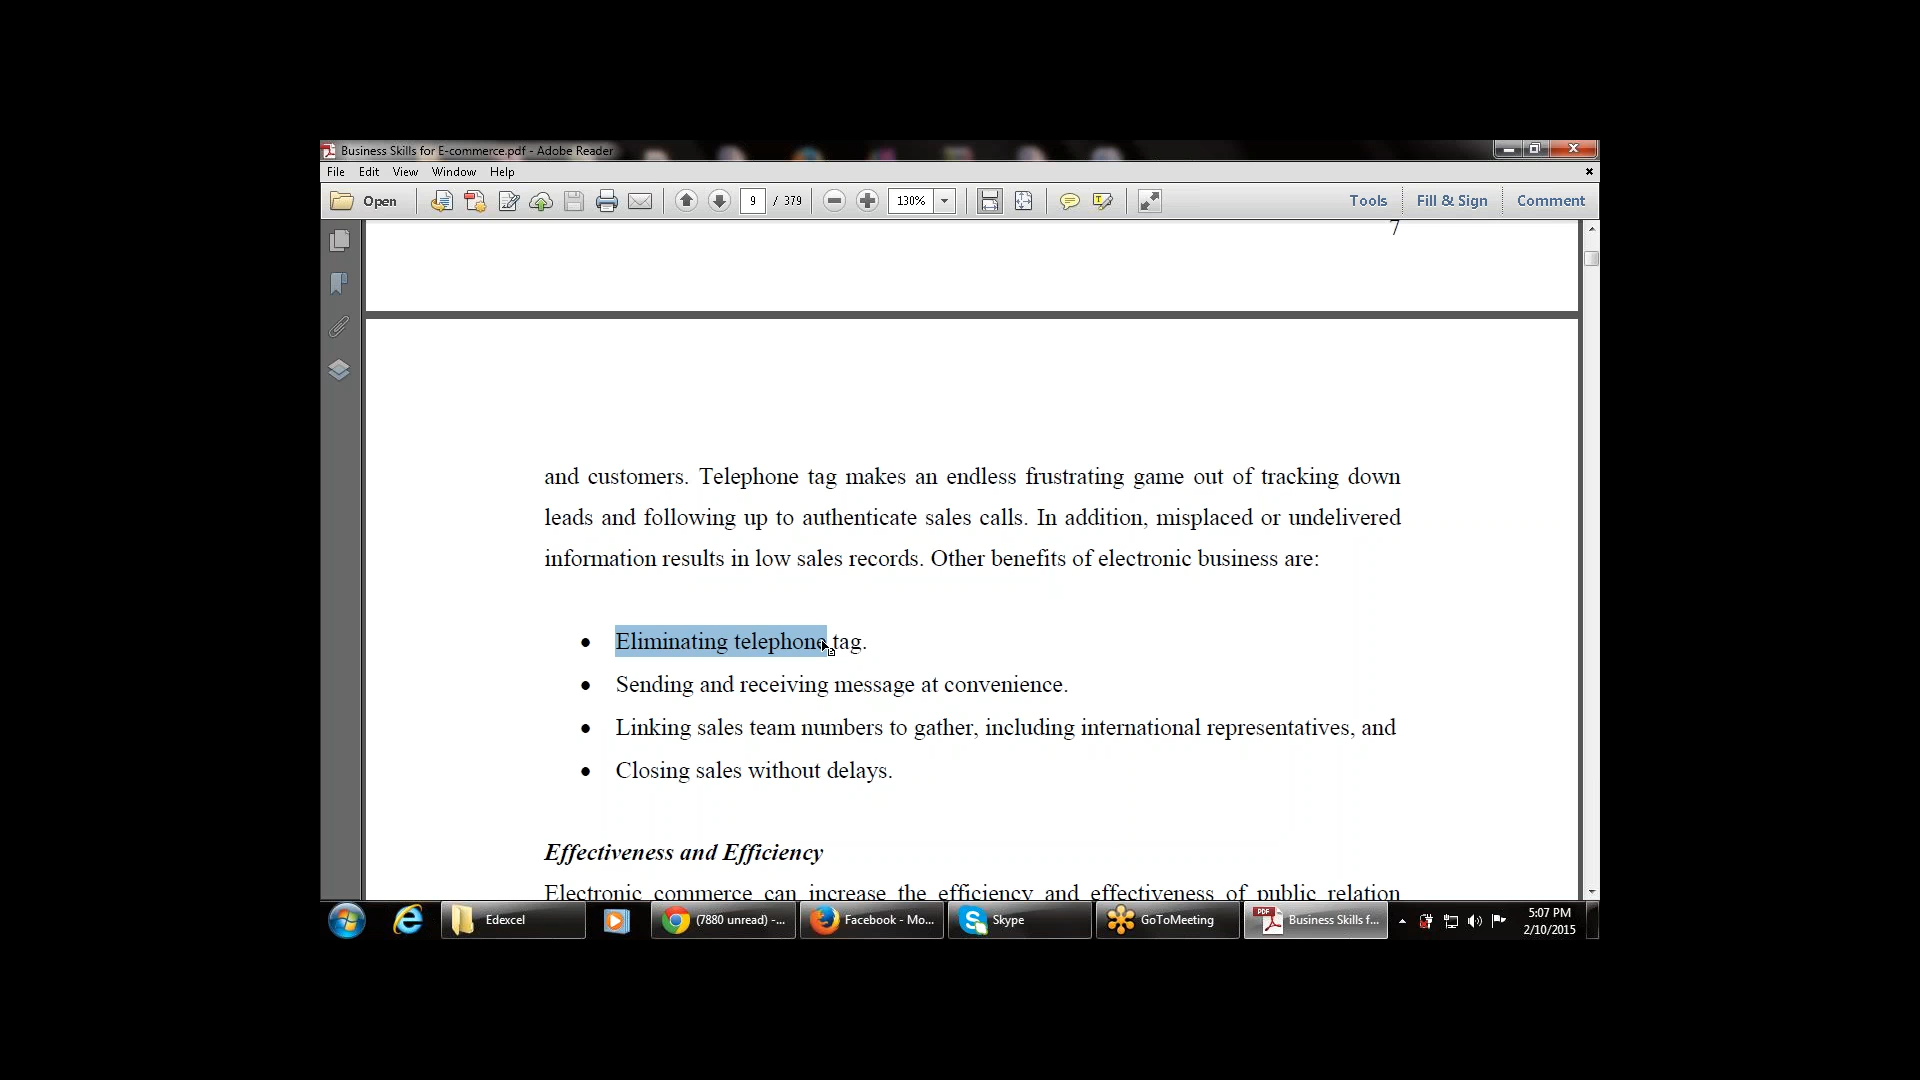 Business Skills for E-commerce.pdf - Adobe Reader
File Edit View Window Help
Open 9 / 379 130% Tools Fill & Sign Comment
7
and customers. Telephone tag makes an endless frustrating game out of tracking down
leads and following up to authenticate sales calls. In addition, misplaced or undelivered
information results in low sales records. Other benefits of electronic business are:
• Eliminating telephone tag.
• Sending and receiving message at convenience.
• Linking sales team numbers to gather, including international representatives, and
• Closing sales without delays.
Effectiveness and Efficiency
Electronic commerce can increase the efficiency and effectiveness of public relation
Edexcel (7880 unread) -... Facebook - Mo... Skype GoToMeeting PDF Business Skills f... 5:07 PM
2/10/2015